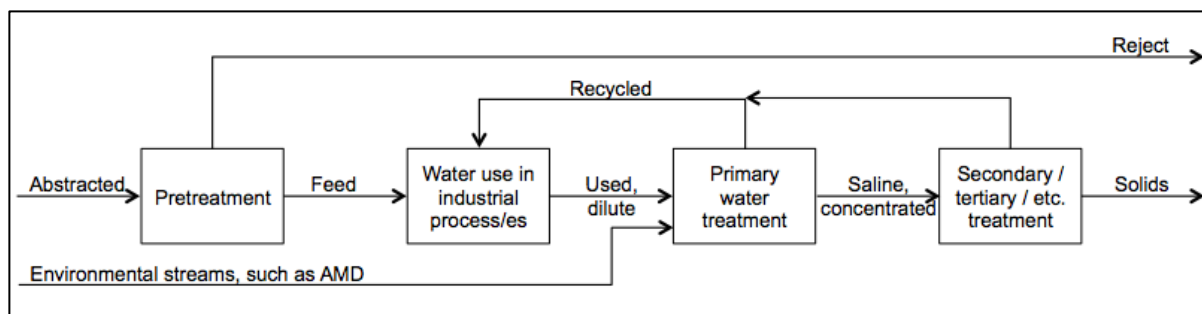 Reject
Recycled
Abstracted
Pretreatment
Feed
Water use in
industrial
process/es
Used,
dilute
Primary
water
treatment
Saline,
concentrated
Secondary /
tertiary / etc.
treatment
Solids
Environmental streams, such as AMD